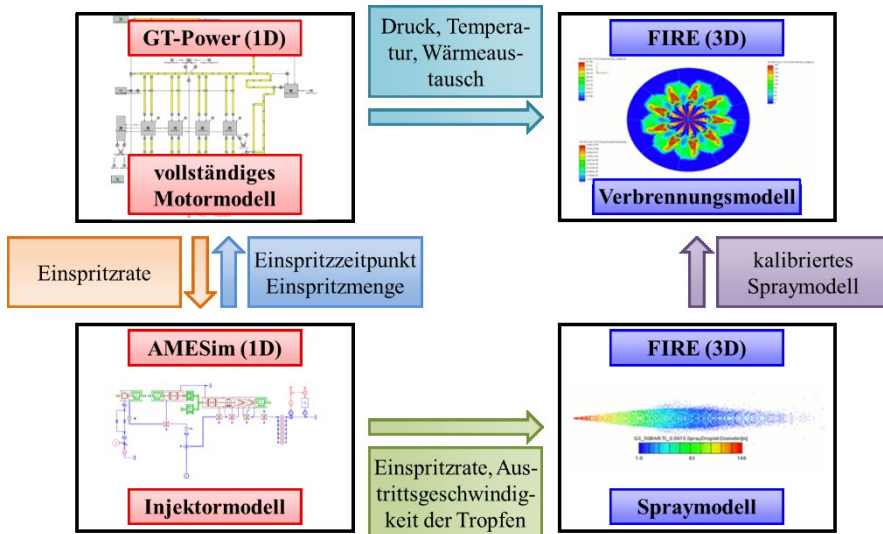 GT-Power (1D)
vollständiges
Motormodell
Druck, Tempera-
tur, Wärmeaus-
tausch
FIRE (3D)
Verbrennungsmodell
Einspritzrate
Einspritzzeitpunkt
Einspritzmenge
kalibriertes
Spraymodell
AMESim (1D)
Injektormodell
Einspritzrate, Aus-
trittsgeschwindig-
keit der Tropfen
FIRE (3D)
Spraymodell